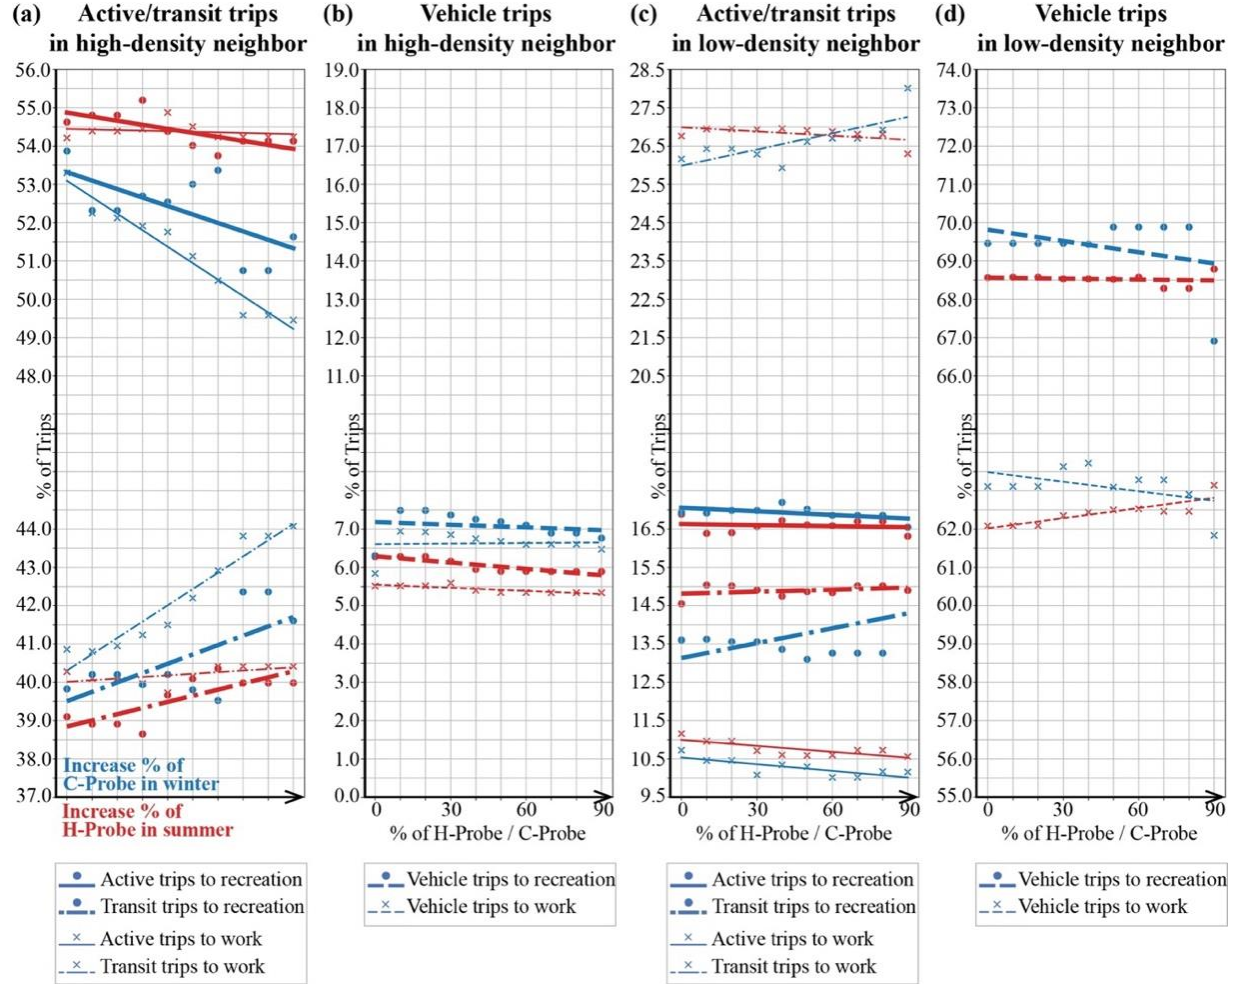 (a) Active/transit trips
in high-density neighbor
(b) Vehicle trips
in high-density neighbor
(c) Active/transit trips
in low-density neighbor
(d) Vehicle trips
in low-density neighbor
56.0
55.0
54.0
53.0
52.0
51.0
50.0
49.0
48.0
% of Trips
44.0
43.0
42.0
41.0
40.0
39.0
38.0
37.0
Increase % of
C-Probe in winter
Increase % of
H-Probe in summer
19.0
18.0
17.0
16.0
15.0
14.0
13.0
12.0
11.0
% of Trips
7.0
6.0
5.0
4.0
3.0
2.0
1.0
0.0
0 30 60 90
% of H-Probe / C-Probe
28.5
27.5
26.5
25.5
24.5
23.5
22.5
21.5
20.5
% of Trips
16.5
15.5
14.5
13.5
12.5
11.5
10.5
9.5
0 30 60 90
% of H-Probe / C-Probe
74.0
73.0
72.0
71.0
70.0
69.0
68.0
67.0
66.0
% of Trips
62.0
61.0
60.0
59.0
58.0
57.0
56.0
55.0
0 30 60 90
% of H-Probe / C-Probe
Active trips to recreation
Transit trips to recreation
Active trips to work
Transit trips to work
Vehicle trips to recreation
Vehicle trips to work
Active trips to recreation
Transit trips to recreation
Active trips to work
Transit trips to work
Vehicle trips to recreation
Vehicle trips to work